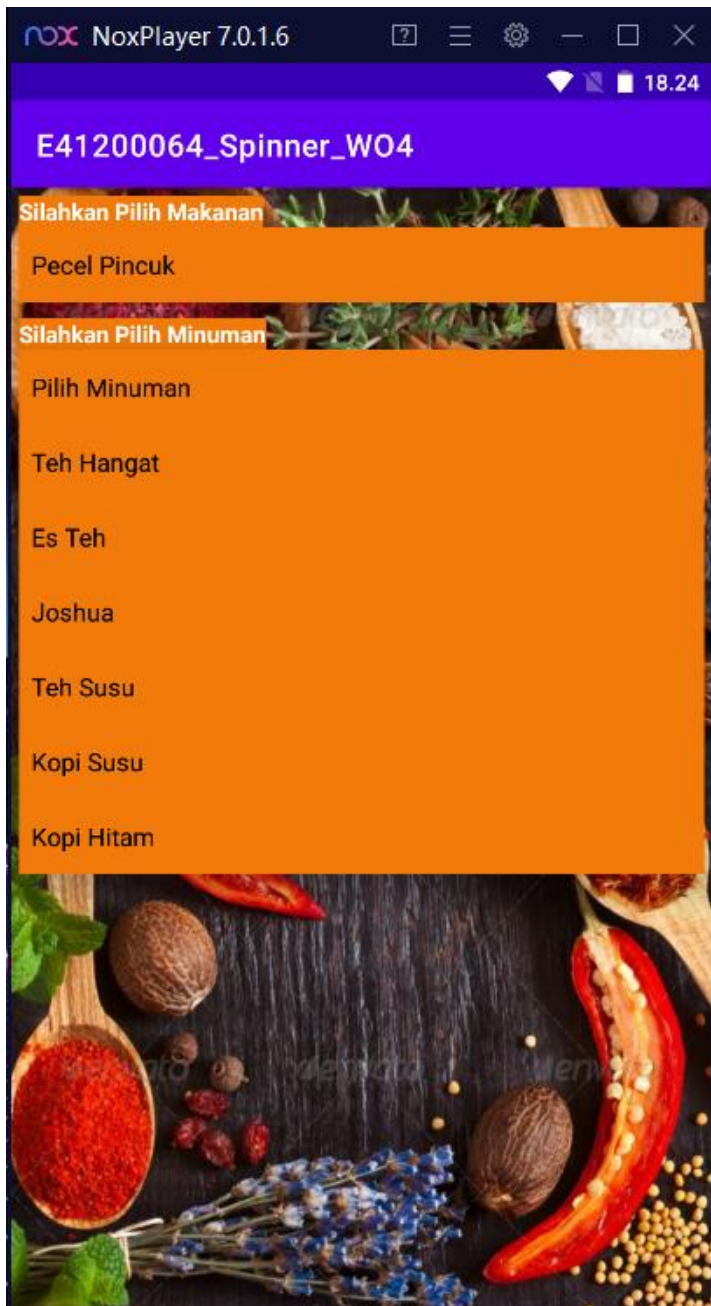 nox NoxPlayer 7.0.1.6
18.24
E41200064_Spinner_WO4
Silahkan Pilih Makanan
Pecel Pincuk
Silahkan Pilih Minuman
Pilih Minuman
Teh Hangat
Es Teh
Joshua
Teh Susu
Kopi Susu
Kopi Hitam